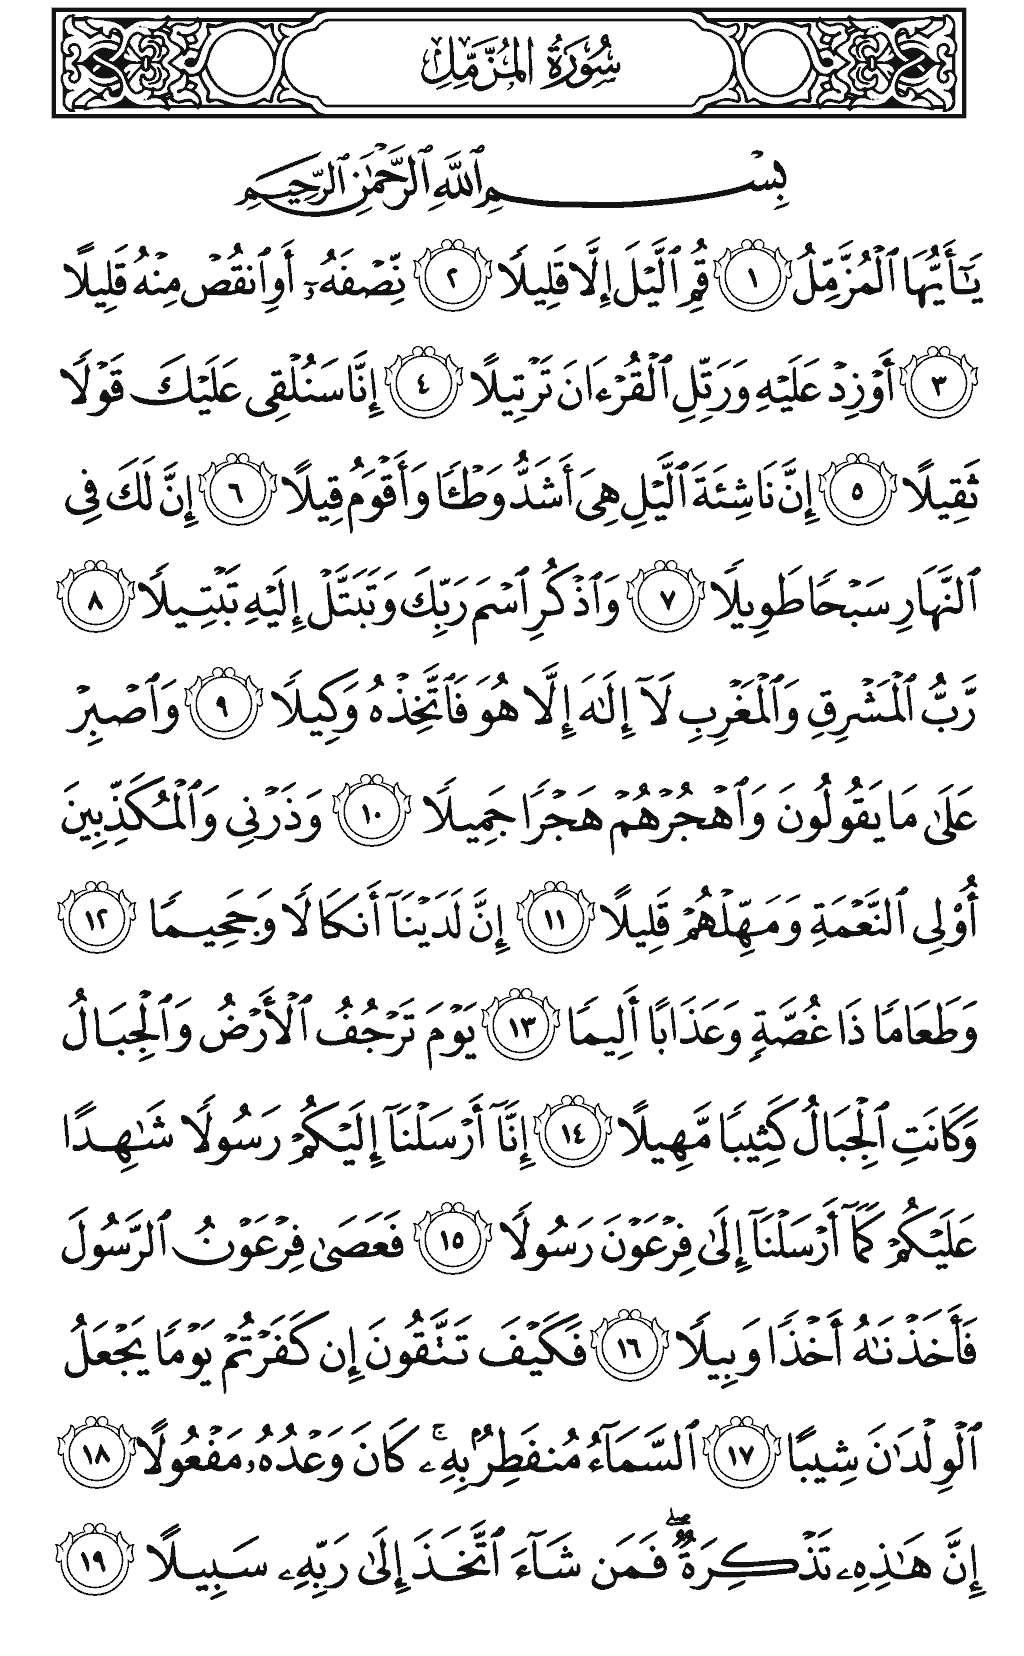 سُورَةُ المُزَّمِّلِ
بِسۡمِ ٱللَّهِ ٱلرَّحۡمَٰنِ ٱلرَّحِيمِ
يَٰٓأَيُّهَا ٱلۡمُزَّمِّلُ ١ قُمِ ٱلَّيۡلَ إِلَّا قَلِيلٗا ٢ نِّصۡفَهُۥٓ أَوِ ٱنقُصۡ مِنۡهُ قَلِيلًا
٣ أَوۡ زِدۡ عَلَيۡهِ وَرَتِّلِ ٱلۡقُرۡءَانَ تَرۡتِيلًا ٤ إِنَّا سَنُلۡقِي عَلَيۡكَ قَوۡلٗا
ثَقِيلًا ٥ إِنَّ نَاشِئَةَ ٱلَّيۡلِ هِيَ أَشَدُّ وَطۡـٔٗا وَأَقۡوَمُ قِيلًا ٦ إِنَّ لَكَ فِي
ٱلنَّهَارِ سَبۡحٗا طَوِيلٗا ٧ وَٱذۡكُرِ ٱسۡمَ رَبِّكَ وَتَبَتَّلۡ إِلَيۡهِ تَبۡتِيلٗا ٨
رَّبُّ ٱلۡمَشۡرِقِ وَٱلۡمَغۡرِبِ لَآ إِلَٰهَ إِلَّا هُوَ فَٱتَّخِذۡهُ وَكِيلٗا ٩ وَٱصۡبِرۡ
عَلَىٰ مَا يَقُولُونَ وَٱهۡجُرۡهُمۡ هَجۡرٗا جَمِيلٗا ١٠ وَذَرۡنِي وَٱلۡمُكَذِّبِينَ
أُوْلِي ٱلنَّعۡمَةِ وَمَهِّلۡهُمۡ قَلِيلًا ١١ إِنَّ لَدَيۡنَآ أَنكَالٗا وَجَحِيمٗا ١٢
وَطَعَامٗا ذَا غُصَّةٖ وَعَذَابًا أَلِيمٗا ١٣ يَوۡمَ تَرۡجُفُ ٱلۡأَرۡضُ وَٱلۡجِبَالُ
وَكَانَتِ ٱلۡجِبَالُ كَثِيبٗا مَّهِيلًا ١٤ إِنَّآ أَرۡسَلۡنَآ إِلَيۡكُمۡ رَسُولٗا شَٰهِدًا
عَلَيۡكُمۡ كَمَآ أَرۡسَلۡنَآ إِلَىٰ فِرۡعَوۡنَ رَسُولٗا ١٥ فَعَصَىٰ فِرۡعَوۡنُ ٱلرَّسُولَ
فَأَخَذۡنَٰهُ أَخۡذٗا وَبِيلٗا ١٦ فَكَيۡفَ تَتَّقُونَ إِن كَفَرۡتُمۡ يَوۡمٗا يَجۡعَلُ
ٱلۡوِلۡدَٰنَ شِيبًا ١٧ ٱلسَّمَآءُ مُنفَطِرُۢ بِهِۦۚ كَانَ وَعۡدُهُۥ مَفۡعُولًا ١٨
إِنَّ هَٰذِهِۦ تَذۡكِرَةٞۖ فَمَن شَآءَ ٱتَّخَذَ إِلَىٰ رَبِّهِۦ سَبِيلًا ١٩